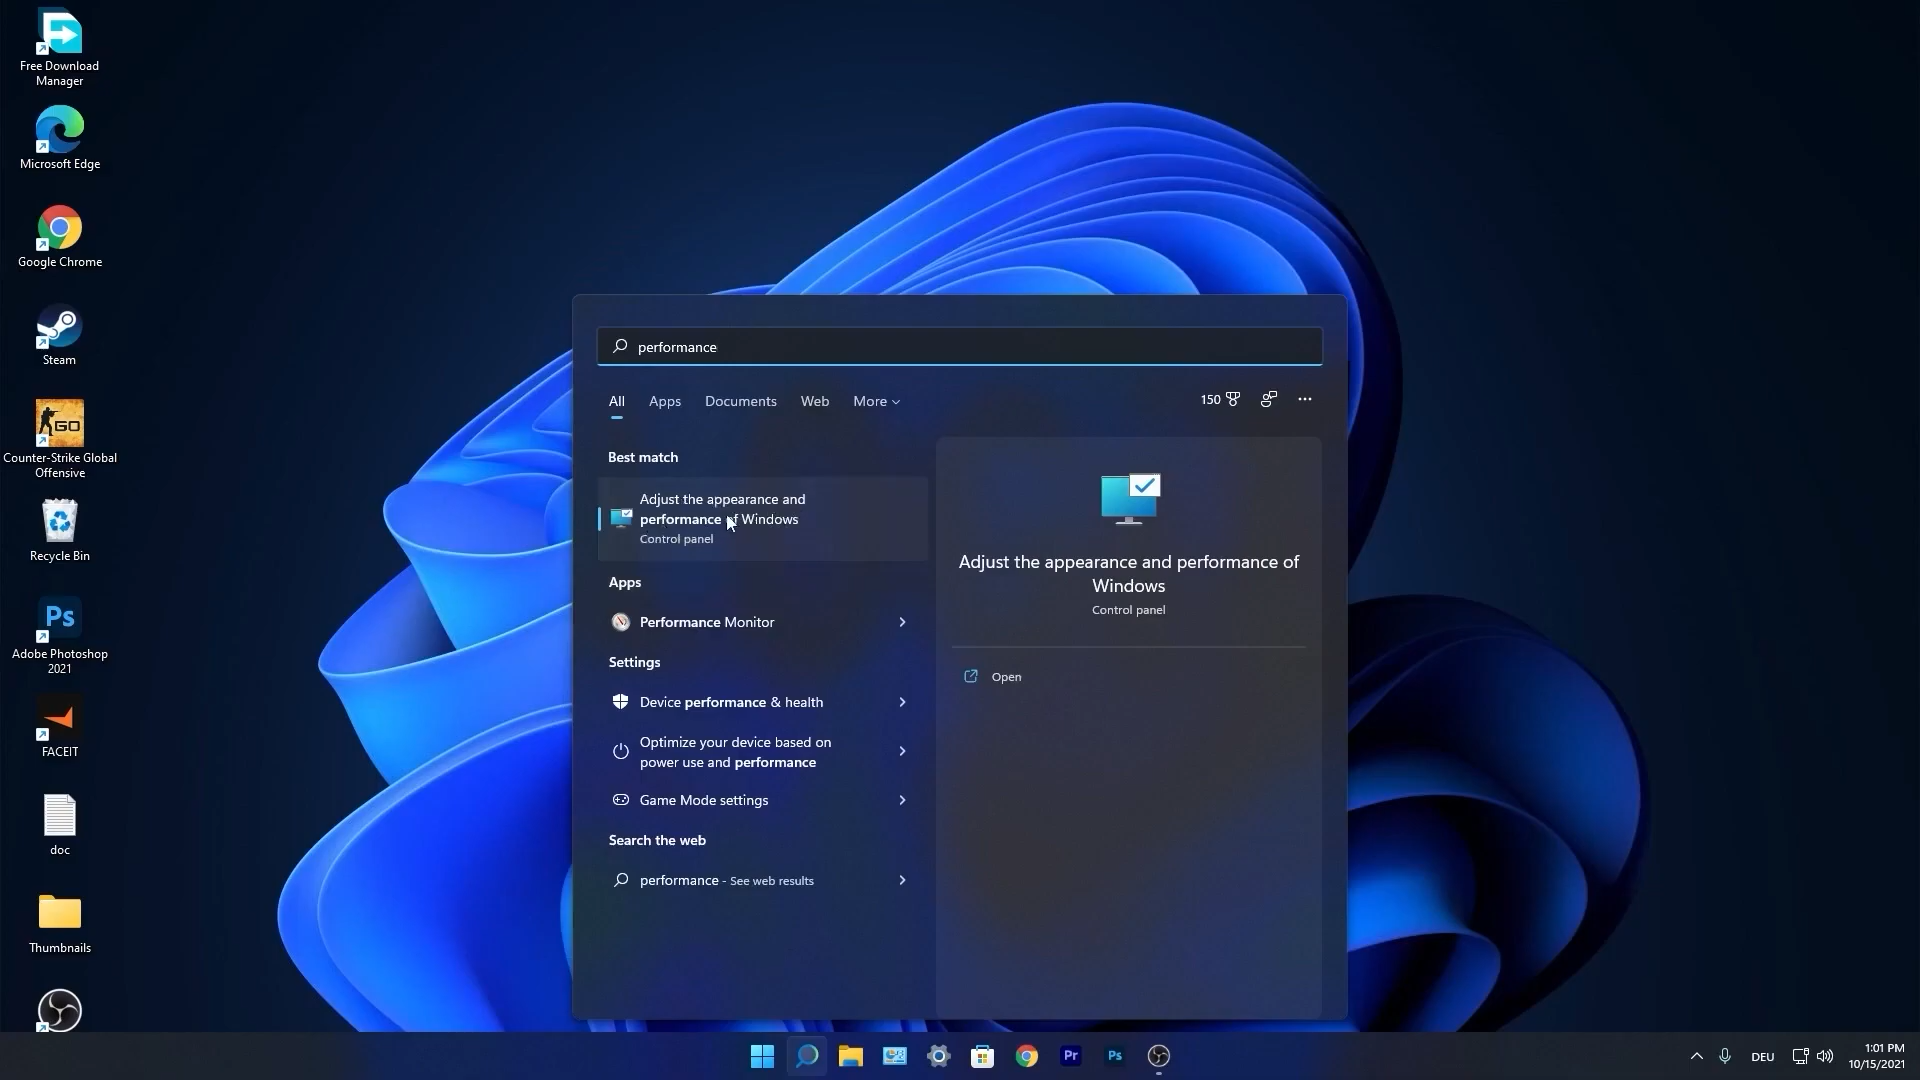 Free Download
Manager
Microsoft Edge
Google Chrome
Steam
GO
Counter-Strike Global
Offensive
Recycle Bin
Ps
Adobe Photoshop
2021
FACEIT
doc
Thumbnails
performance
All
Apps
Documents
Web
More
150
Best match
Adjust the appearance and
performance of Windows
Control panel
Apps
Performance Monitor
Settings
Device performance & health
Optimize your device based on
power use and performance
Game Mode settings
Search the web
performance - See web results
Adjust the appearance and performance of
Windows
Control panel
Open
Pr
Ps
DEU
1:01 PM
10/15/2021